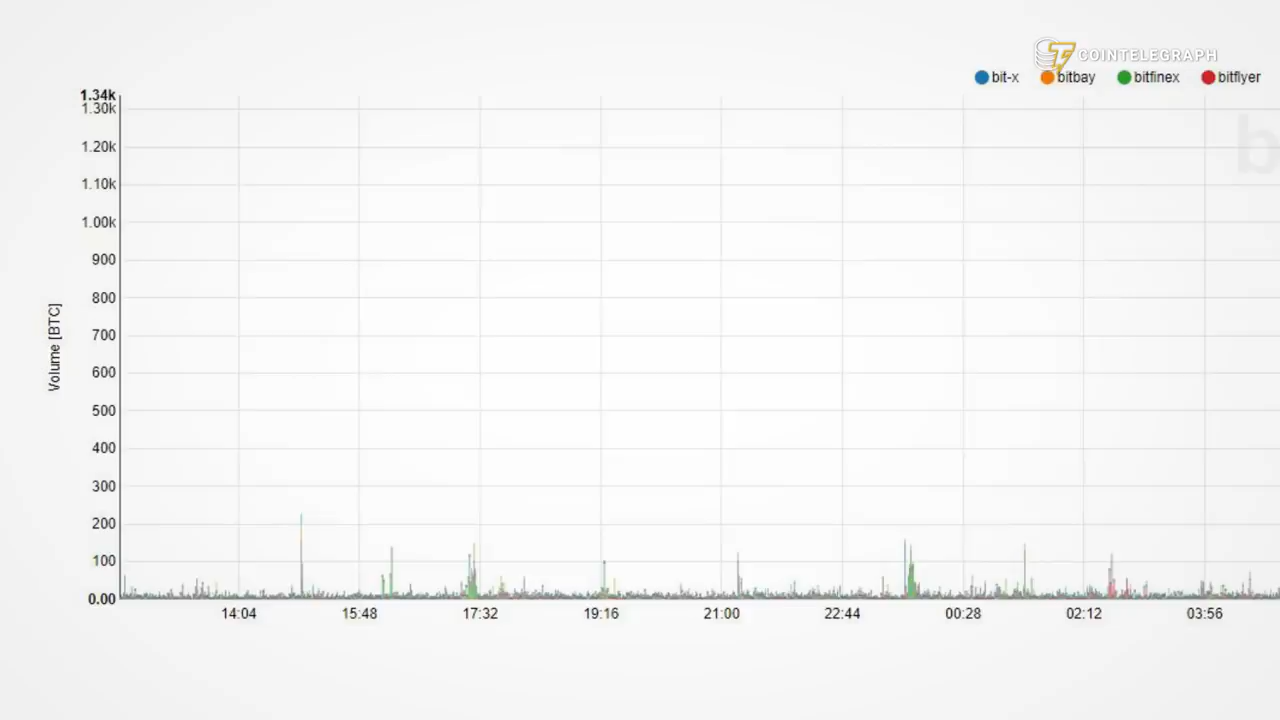 COINTELEGRAPH
bit-x bitbay bitfinex bitflyer
1.34k
1.30k
1.20k
1.10k
1.00k
900
800
700
600
500
400
300
200
100
0.00
Volume [BTC]
14:04 15:48 17:32 19:16 21:00 22:44 00:28 02:12 03:56
b